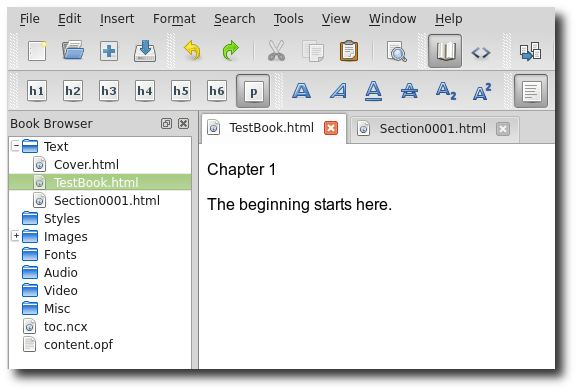 File Edit Insert Format Search Tools View Window Help
h1 h2 h3 h4 h5 h6 p A A A A A2 A2
Book Browser
TestBook.html Section0001.html
Text
Cover.html
TestBook.html
Section0001.html
Styles
Images
Fonts
Audio
Video
Misc
toc.ncx
content.opf
Chapter 1
The beginning starts here.